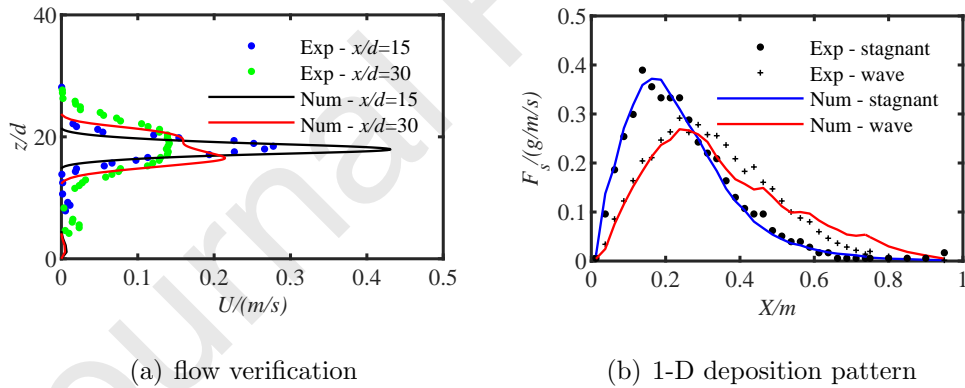 Exp - x/d=15
Exp - x/d=30
Num - x/d=15
Num - x/d=30
40
20
0
z/d
0 0.1 0.2 0.3 0.4 0.5
U/(m/s)
(a) flow verification
Exp - stagnant
Exp - wave
Num - stagnant
Num - wave
0.5
0.4
0.3
0.2
0.1
0
F_s/(g/m/s)
0 0.2 0.4 0.6 0.8 1
X/m
(b) 1-D deposition pattern